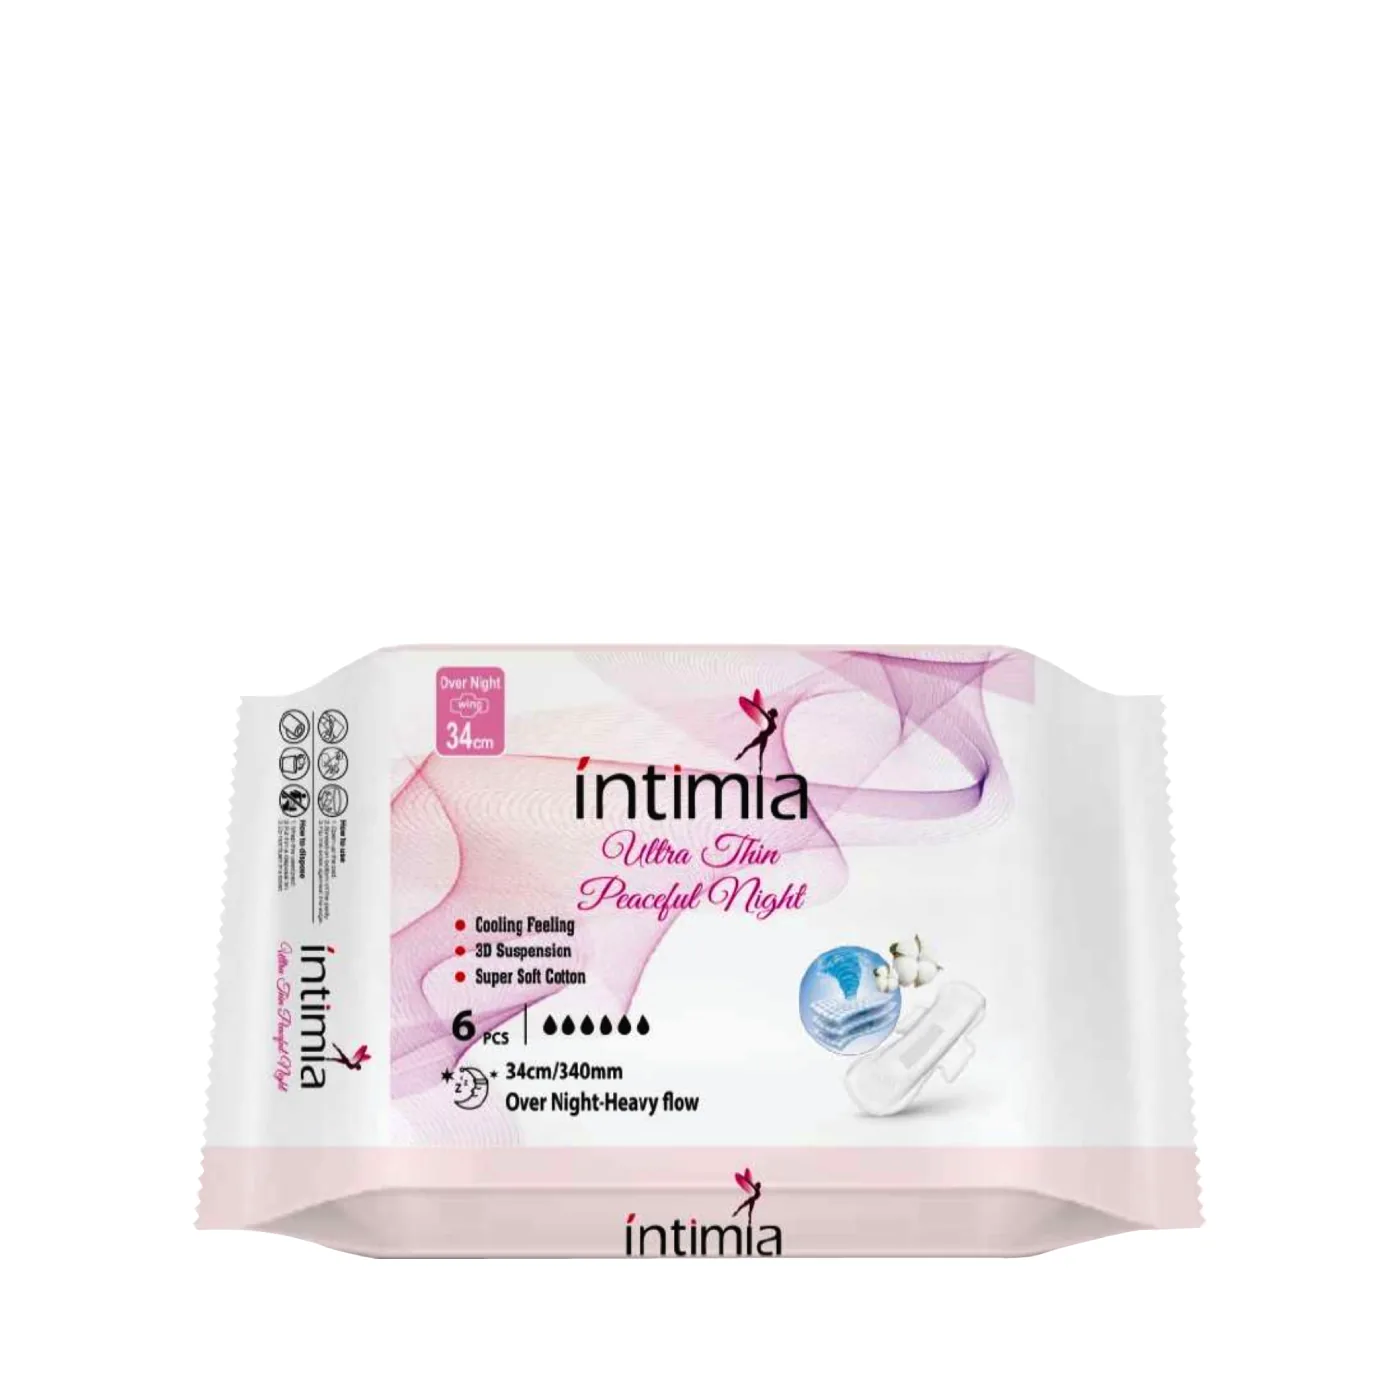 Over Night
wing
34cm
íntimia
Ultra Thin
Peaceful Night
Cooling Feeling
3D Suspension
Super Soft Cotton
6 PCS
34cm/340mm
Over Night-Heavy flow
z z z
How to use
How to dispose
íntimia
Ultra Thin Peaceful Night
íntimia